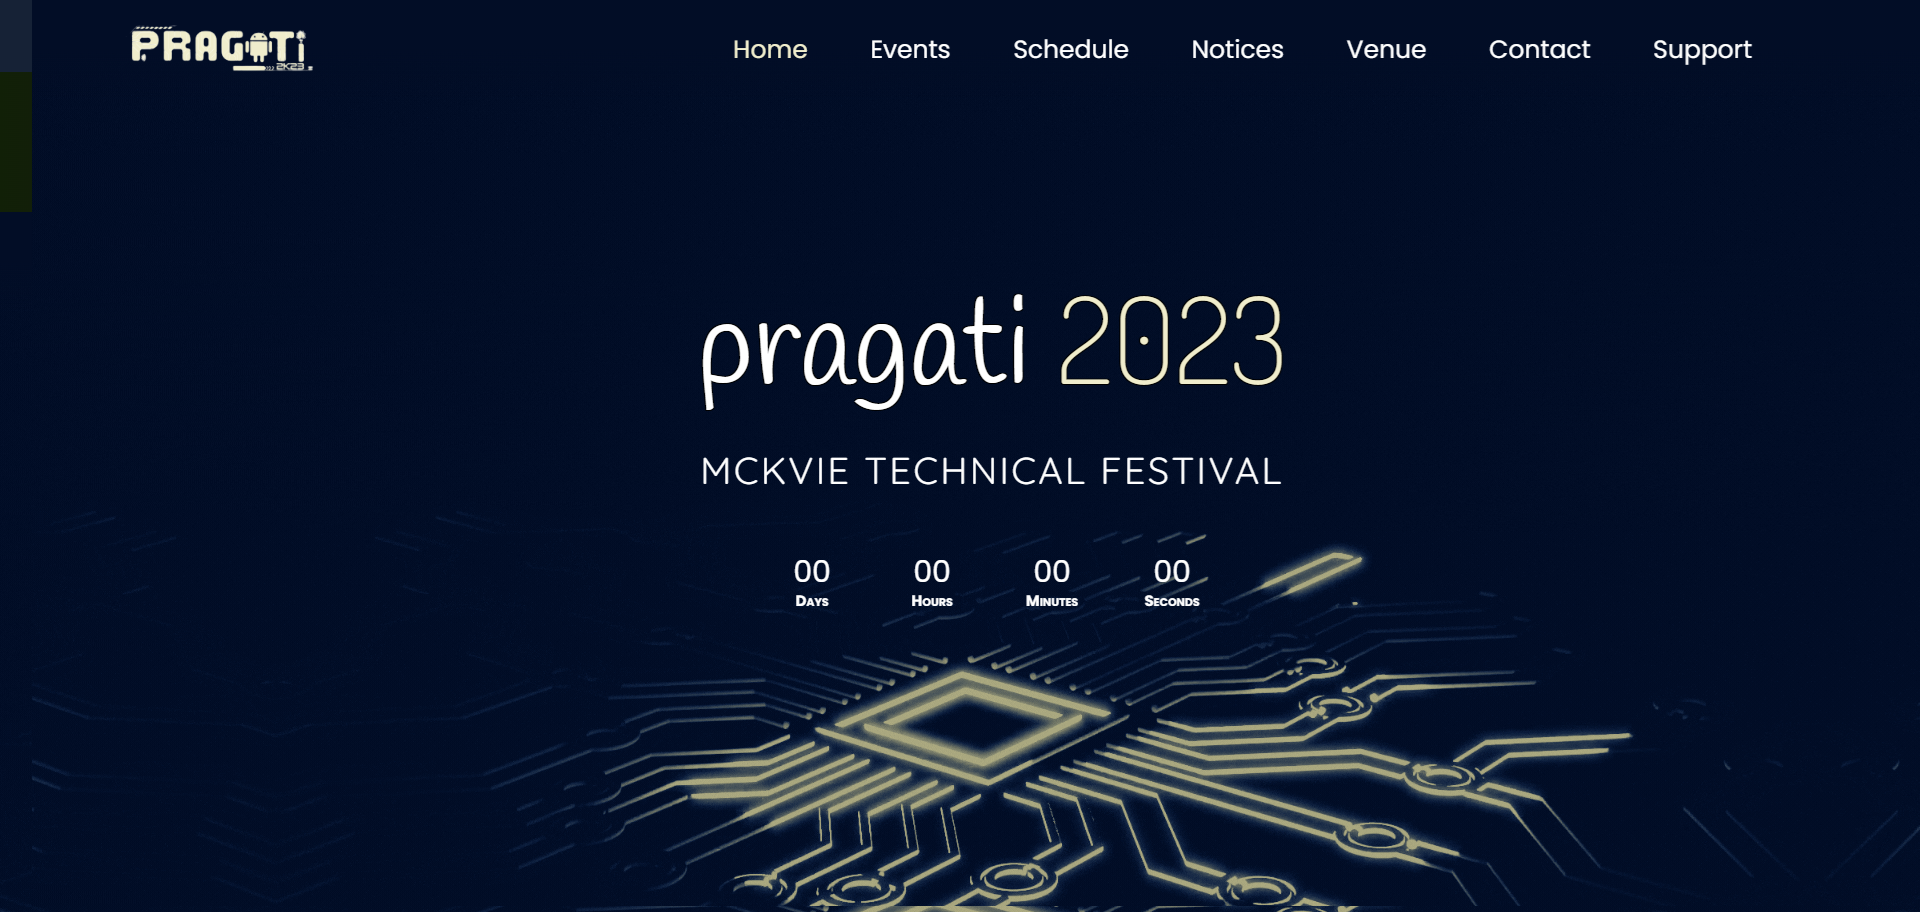 PRAGATi
2K23
Home Events Schedule Notices Venue Contact Support
pragati 2023
MCKVIE TECHNICAL FESTIVAL
00 00 00 00
Days Hours Minutes Seconds